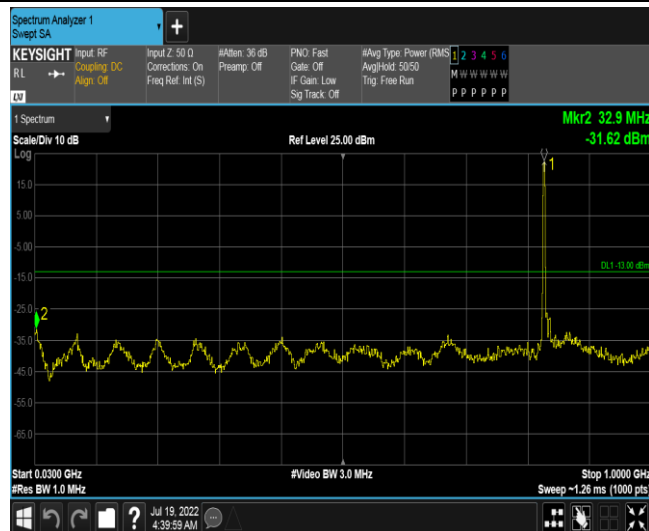 Spectrum Analyzer 1
Swept SA
+
KEYSIGHT
RL
LXI
Input: RF
Coupling: DC
Align: Off
Input Z: 50 Ω
Corrections: On
Freq Ref: Int (S)
#Atten: 36 dB
Preamp: Off
PNO: Fast
Gate: Off
IF Gain: Low
Sig Track: Off
#Avg Type: Power (RMS
Avg|Hold: 50/50
Trig: Free Run
1 2 3 4 5 6
M W W W W W
P P P P P P
1 Spectrum
Scale/Div 10 dB
Ref Level 25.00 dBm
Mkr2 32.9 MHz
-31.62 dBm
Log
15.0
5.00
-5.00
-15.0
-25.0
-35.0
-45.0
-55.0
-65.0
1
2
DL1 -13.00 dBm
Start 0.0300 GHz
#Res BW 1.0 MHz
#Video BW 3.0 MHz
Stop 1.0000 GHz
Sweep ~1.26 ms (1000 pts)
?
Jul 19, 2022
4:39:59 AM